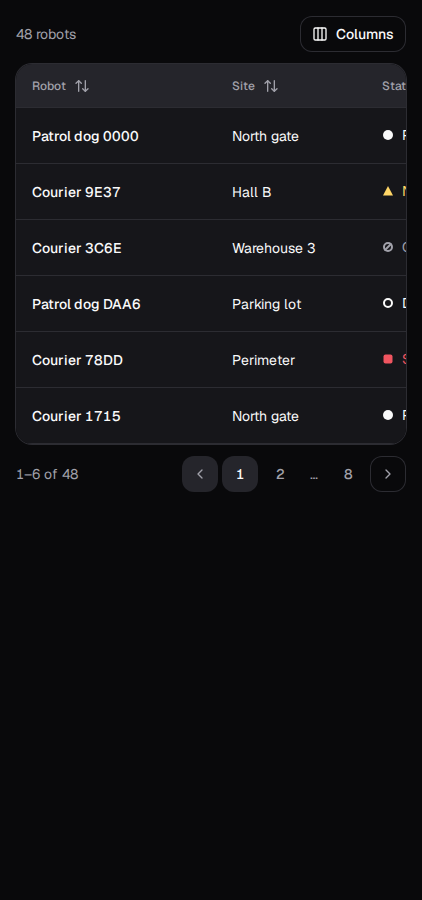 48 robots
Columns
Robot Site
Patrol dog 0000 North gate
Courier 9E37 Hall B
Courier 3C6E Warehouse 3
Patrol dog DAA6 Parking lot
Courier 78DD Perimeter
Courier 1715 North gate
1–6 of 48 1 2 … 8